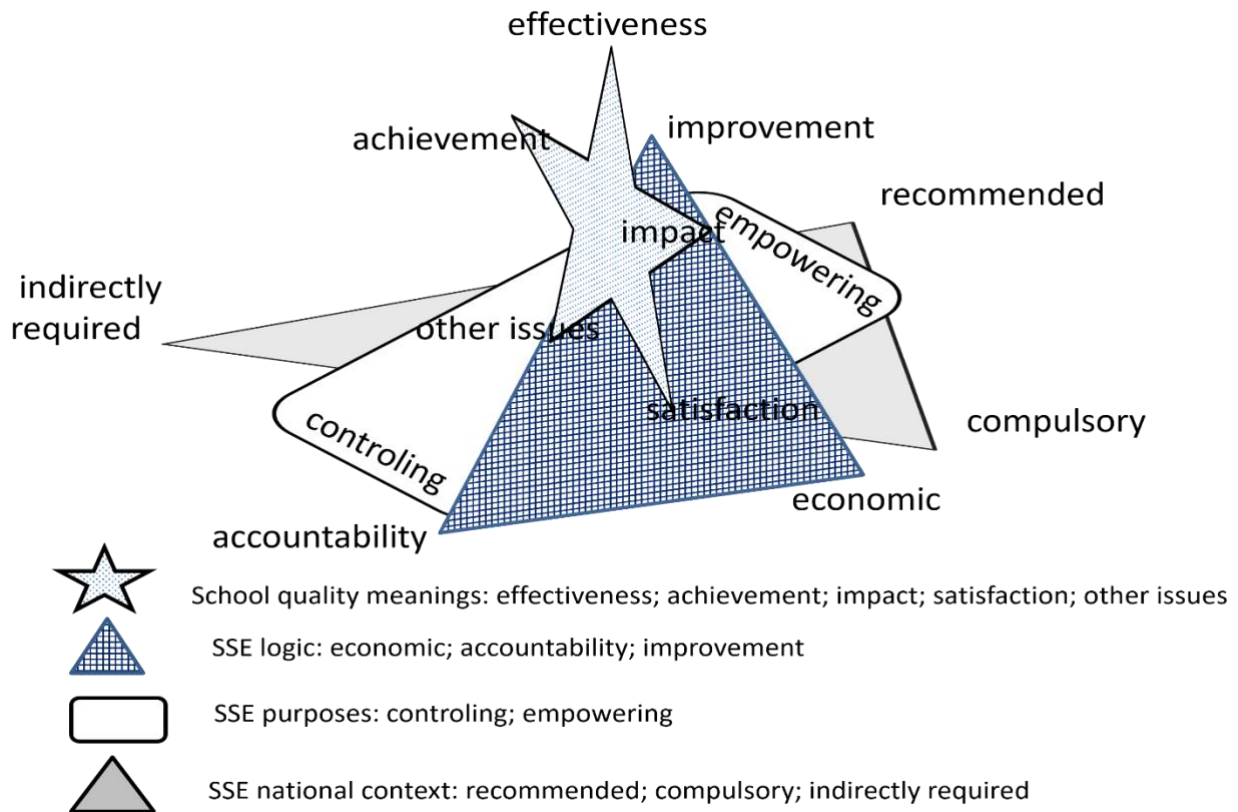 effectiveness
achievement
improvement
recommended
impact
empowering
indirectly
required
other issues
satisfaction
controling
compulsory
economic
accountability
School quality meanings: effectiveness; achievement; impact; satisfaction; other issues
SSE logic: economic; accountability; improvement
SSE purposes: controling; empowering
SSE national context: recommended; compulsory; indirectly required